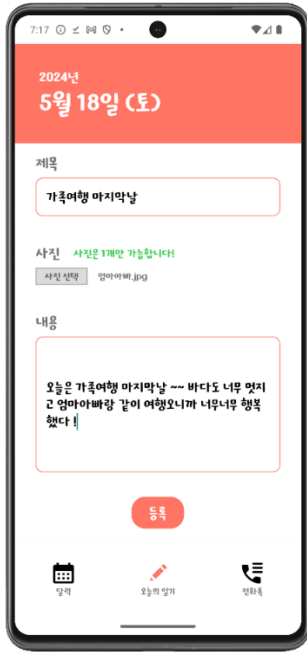 7:17
2024년
5월 18일 (토)
제목
가족여행 마지막날
사진 사진은 1개만 가능합니다!
사진 선택 엄마아빠.jpg
내용
오늘은 가족여행 마지막날 ~~ 바다도 너무 멋지
고 엄마아빠랑 같이 여행오니까 너무너무 행복
했다 !
등록
달력 오늘의 일기 전화목